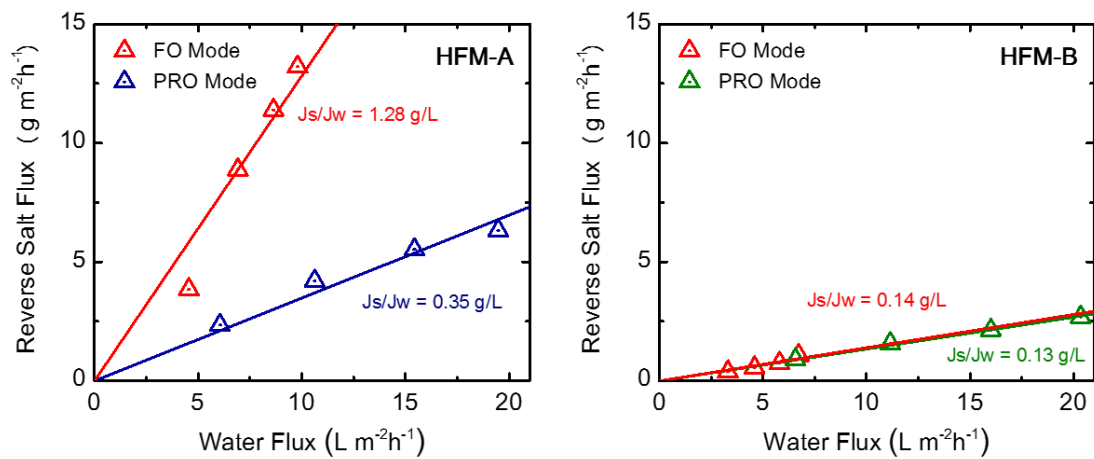 Reverse Salt Flux ( g m-2h-1)
15
10
5
0
FO Mode
PRO Mode
HFM-A
Js/Jw = 1.28 g/L
Js/Jw = 0.35 g/L
0 5 10 15 20
Water Flux (L m-2h-1)
Reverse Salt Flux ( g m-2h-1)
15
10
5
0
FO Mode
PRO Mode
HFM-B
Js/Jw = 0.14 g/L
Js/Jw = 0.13 g/L
0 5 10 15 20
Water Flux (L m-2h-1)